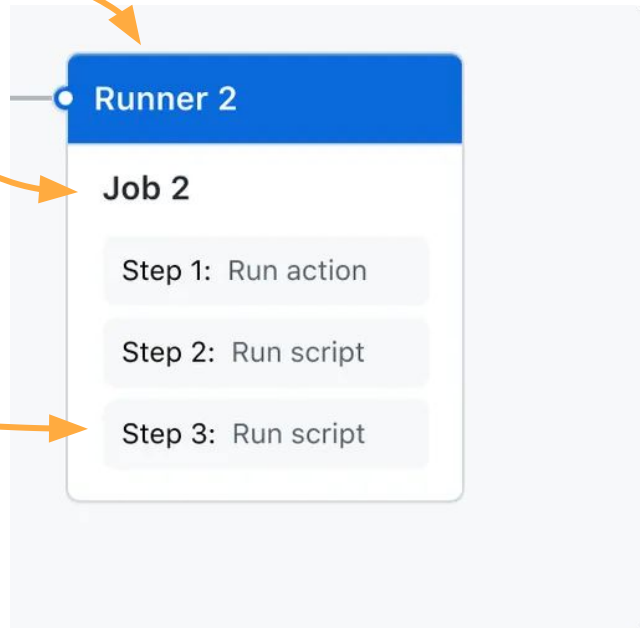 Runner 2
Job 2
Step 1: Run action
Step 2: Run script
Step 3: Run script